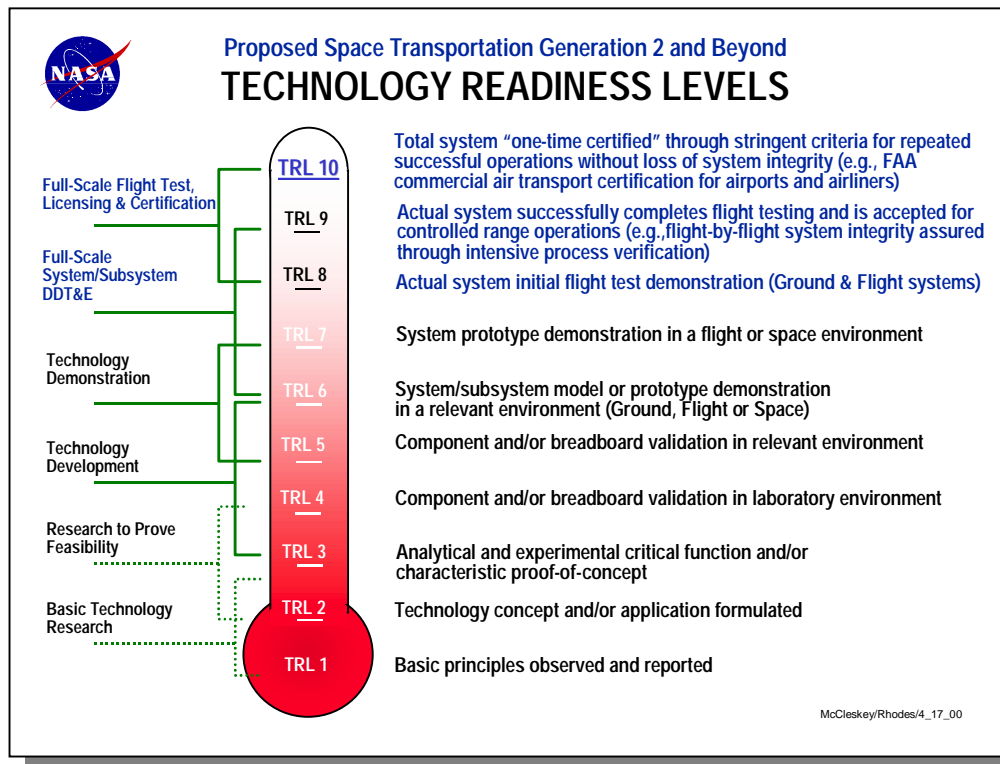 NASA
Proposed Space Transportation Generation 2 and Beyond
TECHNOLOGY READINESS LEVELS
Full-Scale Flight Test,
Licensing & Certification
Full-Scale
System/Subsystem
DDT&E
Technology
Demonstration
Technology
Development
Research to Prove
Feasibility
Basic Technology
Research
TRL 10
Total system “one-time certified” through stringent criteria for repeated
successful operations without loss of system integrity (e.g., FAA
commercial air transport certification for airports and airliners)
TRL 9
Actual system successfully completes flight testing and is accepted for
controlled range operations (e.g.,flight-by-flight system integrity assured
through intensive process verification)
TRL 8
Actual system initial flight test demonstration (Ground & Flight systems)
TRL 7
System prototype demonstration in a flight or space environment
TRL 6
System/subsystem model or prototype demonstration
in a relevant environment (Ground, Flight or Space)
TRL 5
Component and/or breadboard validation in relevant environment
TRL 4
Component and/or breadboard validation in laboratory environment
TRL 3
Analytical and experimental critical function and/or
characteristic proof-of-concept
TRL 2
Technology concept and/or application formulated
TRL 1
Basic principles observed and reported
McCleskey/Rhodes/4_17_00